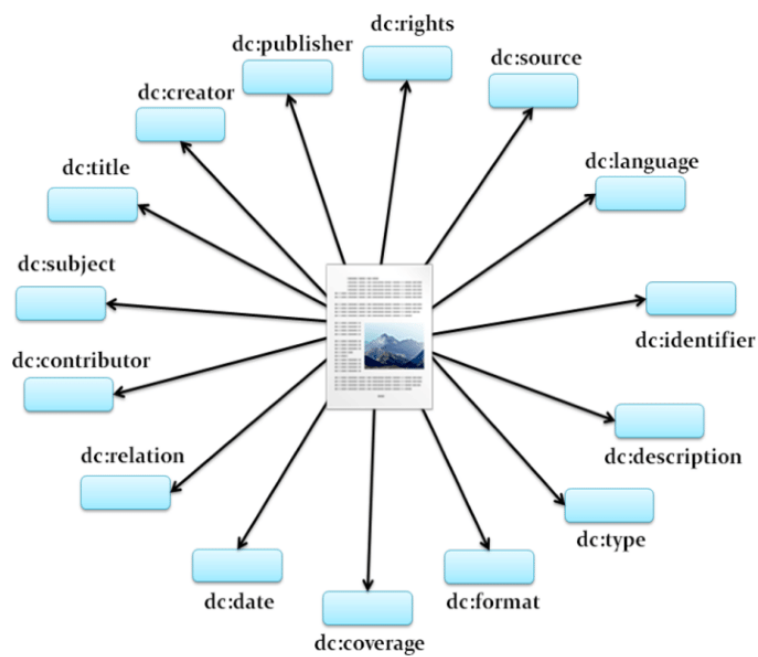 dc:rights
dc:publisher
dc:source
dc:creator
dc:language
dc:title
dc:subject
dc:identifier
dc:contributor
dc:relation
dc:description
dc:type
dc:date
dc:format
dc:coverage